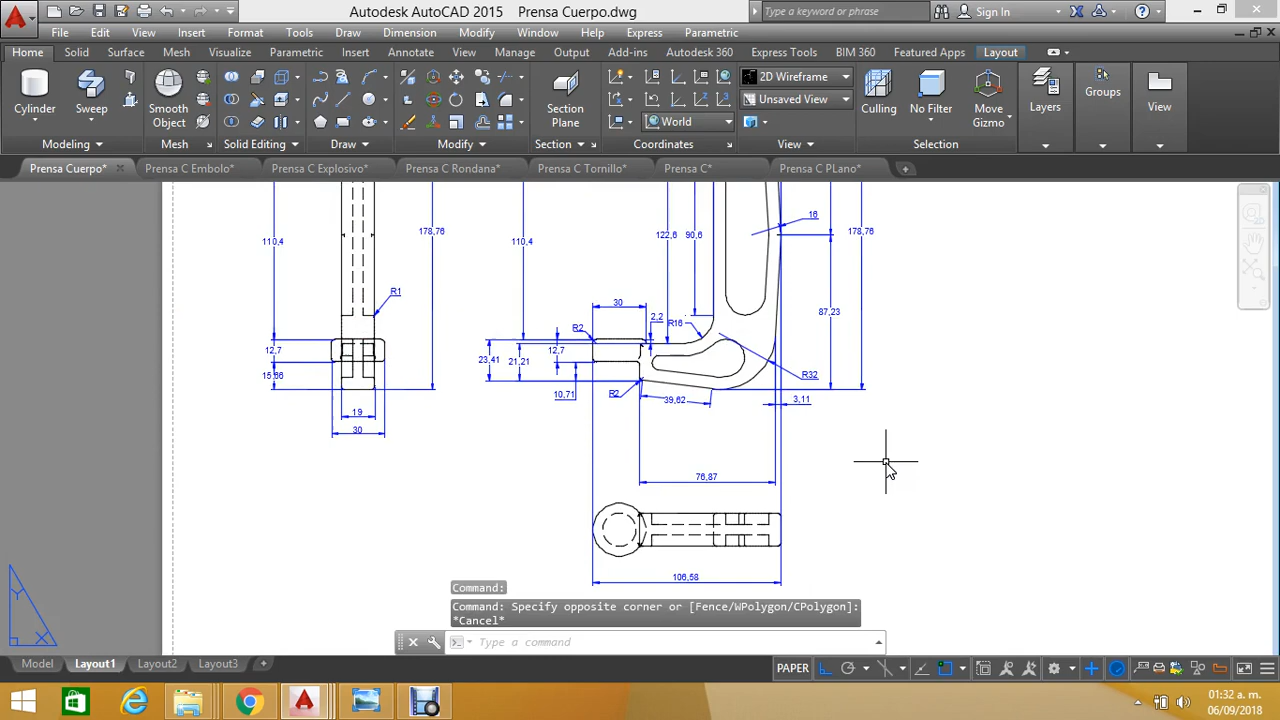 Autodesk AutoCAD 2015 Prensa Cuerpo.dwg
Type a keyword or phrase
Sign In
File Edit View Insert Format Tools Draw Dimension Modify Window Help Express Parametric
Home Solid Surface Mesh Visualize Parametric Insert Annotate View Manage Output Add-ins Autodesk 360 Express Tools BIM 360 Featured Apps Layout
Cylinder
Sweep
Smooth
Object
Section
Plane
2D Wireframe
Unsaved View
World
Culling
No Filter
Move
Gizmo
Layers
Groups
View
Modeling Mesh Solid Editing Draw Modify Section Coordinates View Selection
Prensa Cuerpo* Prensa C Embolo* Prensa C Explosivo* Prensa C Rondana* Prensa C Tornillo* Prensa C* Prensa C PLano*
110,4
178,76
R1
12,7
19
30
110,4
122,6
90,6
16
178,76
87,23
30
2,2
R2
R16
12,7
23,41
21,21
10,71
R2
39,62
R32
3,11
76,87
106,58
Y
X
Command:
Command: Specify opposite corner or [Fence/WPolygon/CPolygon]:
*Cancel*
Type a command
Model Layout1 Layout2 Layout3
PAPER
01:32 a. m.
06/09/2018